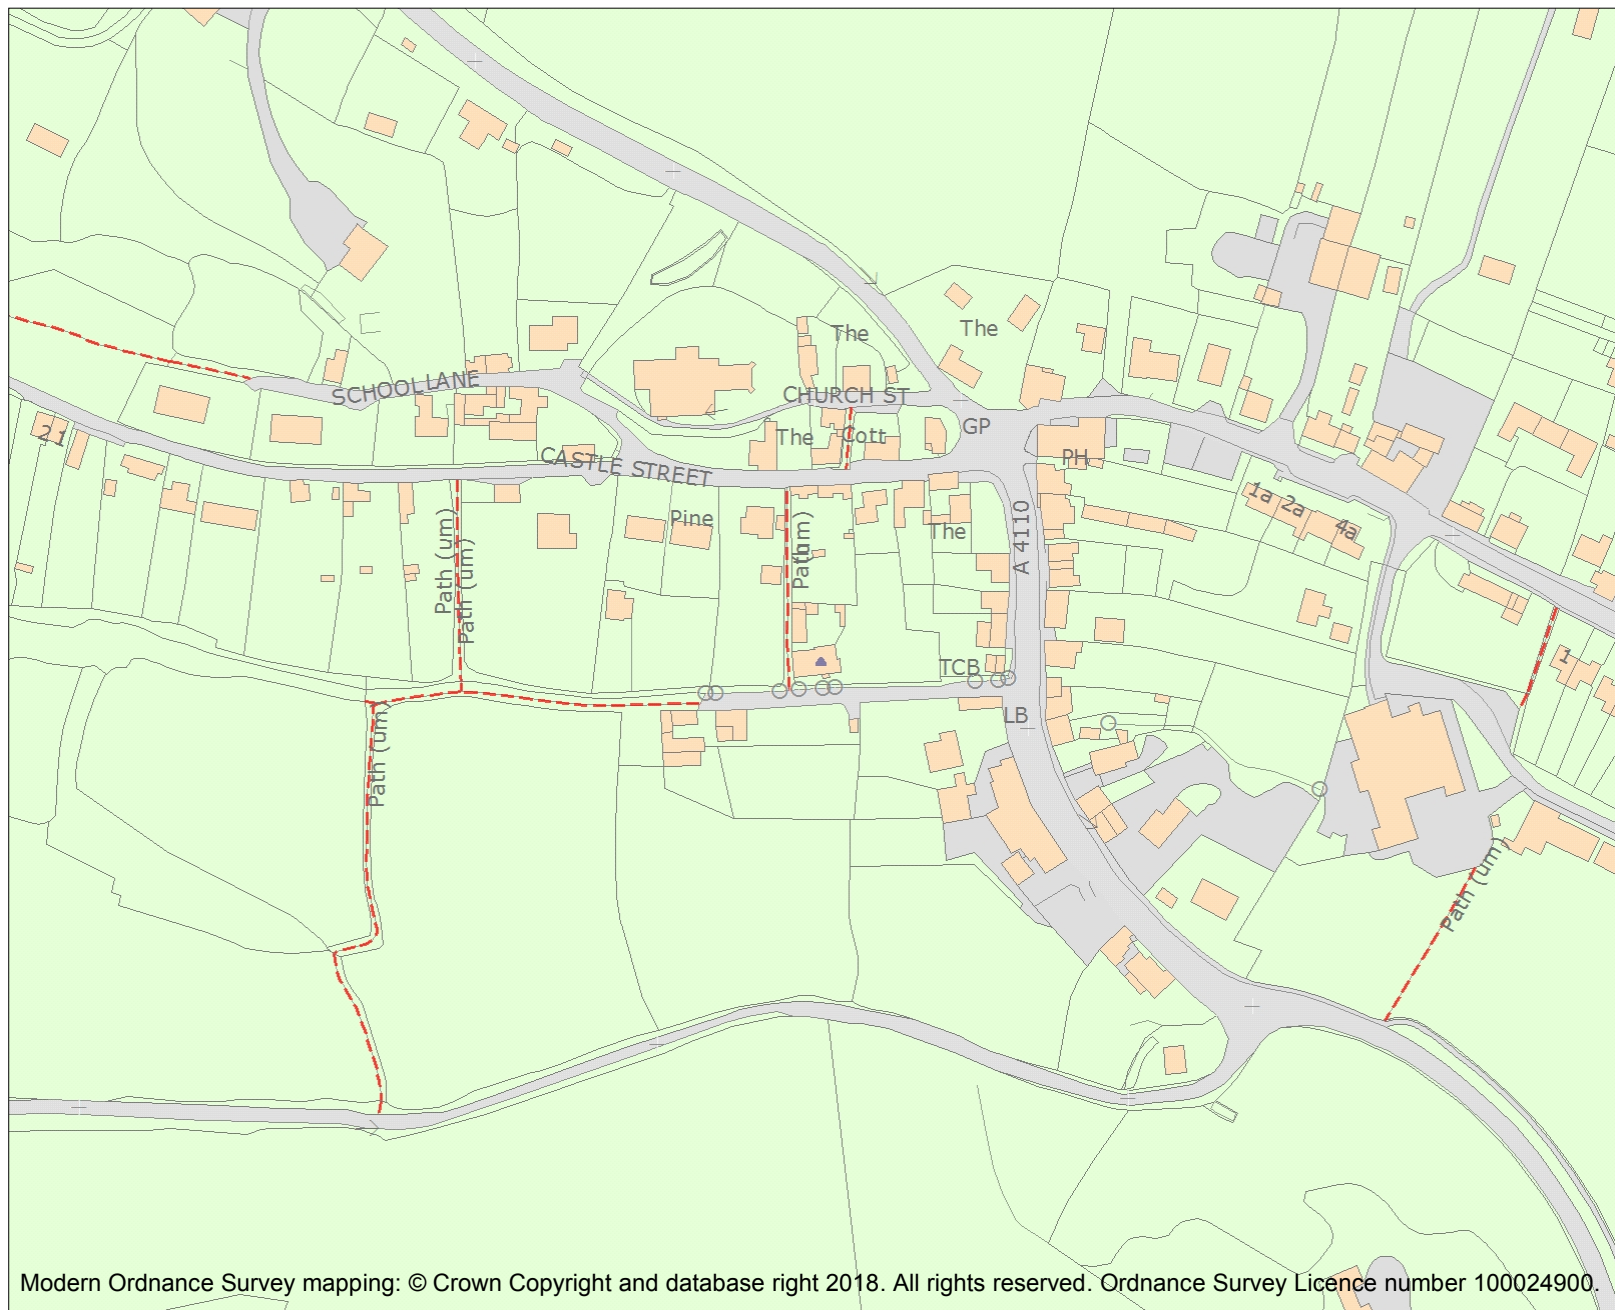 The
The
SCHOOL LANE
CHURCH ST
GP
21
The
Cott
CASTLE STREET
PH
1a 2a
4a
Pine
The
A 4110
Path (um)
Path (um)
Path(um)
1
TCB
LB
Path (um)
Path (um)
Modern Ordnance Survey mapping: © Crown Copyright and database right 2018. All rights reserved. Ordnance Survey Licence number 100024900.